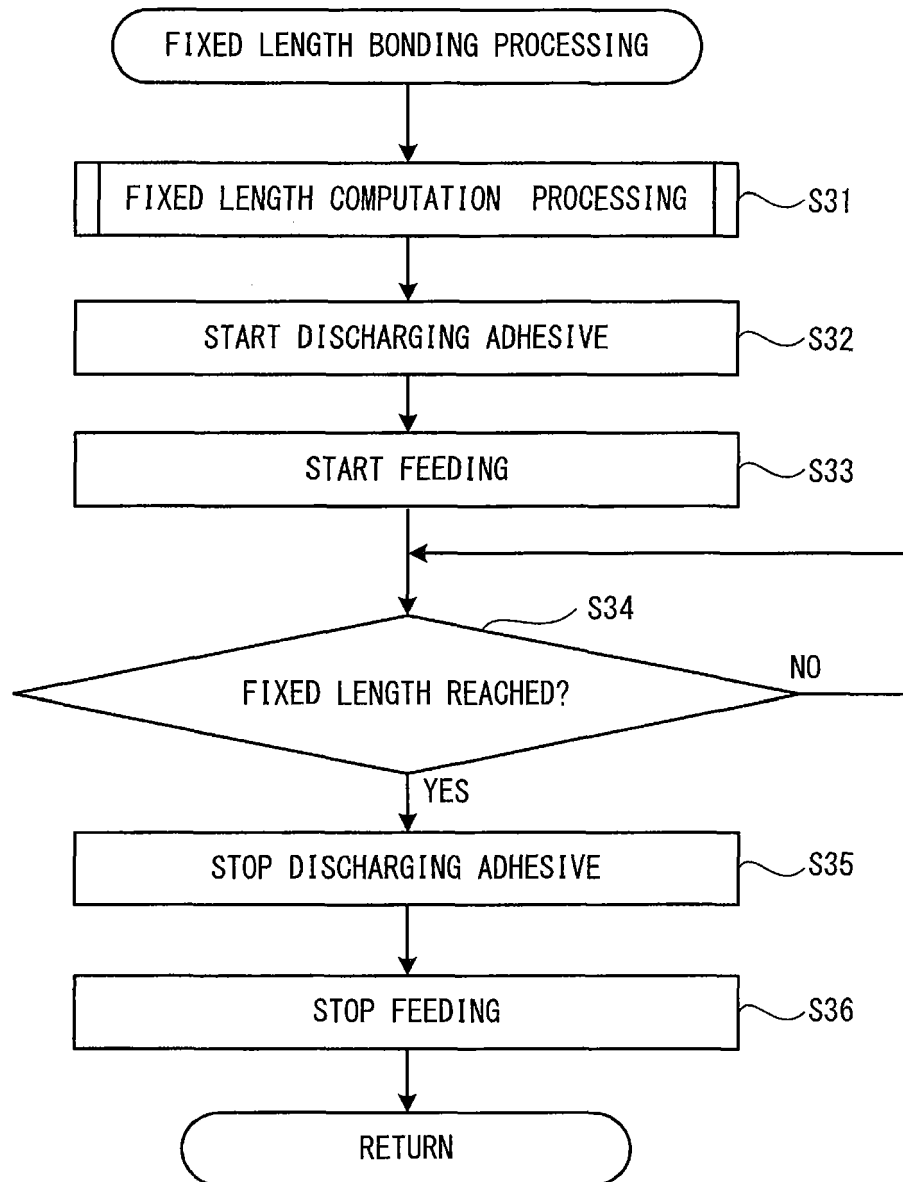 FIXED LENGTH BONDING PROCESSING
FIXED LENGTH COMPUTATION PROCESSING
S31
START DISCHARGING ADHESIVE
S32
START FEEDING
S33
S34
FIXED LENGTH REACHED?
NO
YES
STOP DISCHARGING ADHESIVE
S35
STOP FEEDING
S36
RETURN